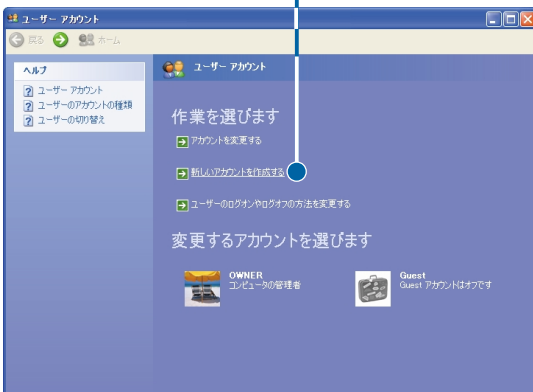 ユーザー アカウント
戻る ホーム
ヘルプ
ユーザー アカウント
ユーザーのアカウントの種類
ユーザーの切り替え
ユーザー アカウント
作業を選びます
アカウントを変更する
新しいアカウントを作成する
ユーザーのログオンやログオフの方法を変更する
変更するアカウントを選びます
OWNER
コンピュータの管理者
Guest
Guest アカウントはオフです